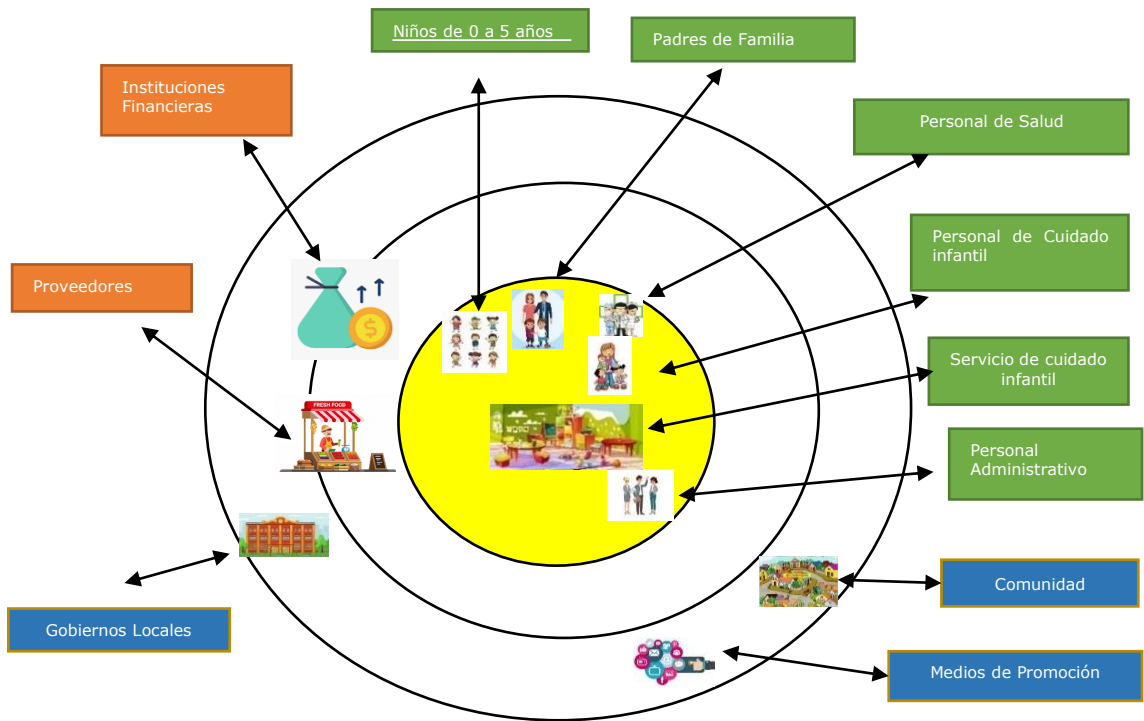 Niños de 0 a 5 años
Padres de Familia
Instituciones
Financieras
Personal de Salud
Personal de Cuidado
infantil
Proveedores
$
FRESH FOOD
Servicio de cuidado
infantil
Personal
Administrativo
Comunidad
Gobiernos Locales
Medios de Promoción